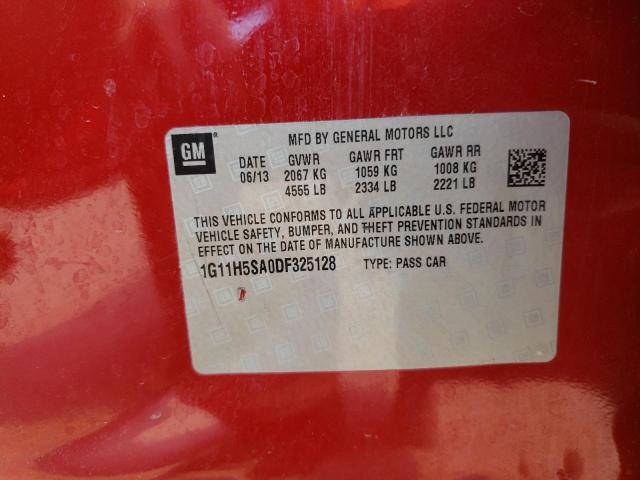 GM
MFD BY GENERAL MOTORS LLC
DATE GVWR GAWR FRT GAWR RR
06/13 2067 KG 1059 KG 1008 KG
4555 LB 2334 LB 2221 LB
THIS VEHICLE CONFORMS TO ALL APPLICABLE U.S. FEDERAL MOTOR
VEHICLE SAFETY, BUMPER, AND THEFT PREVENTION STANDARDS IN
EFFECT ON THE DATE OF MANUFACTURE SHOWN ABOVE.
1G11H5SA0DF325128 TYPE: PASS CAR